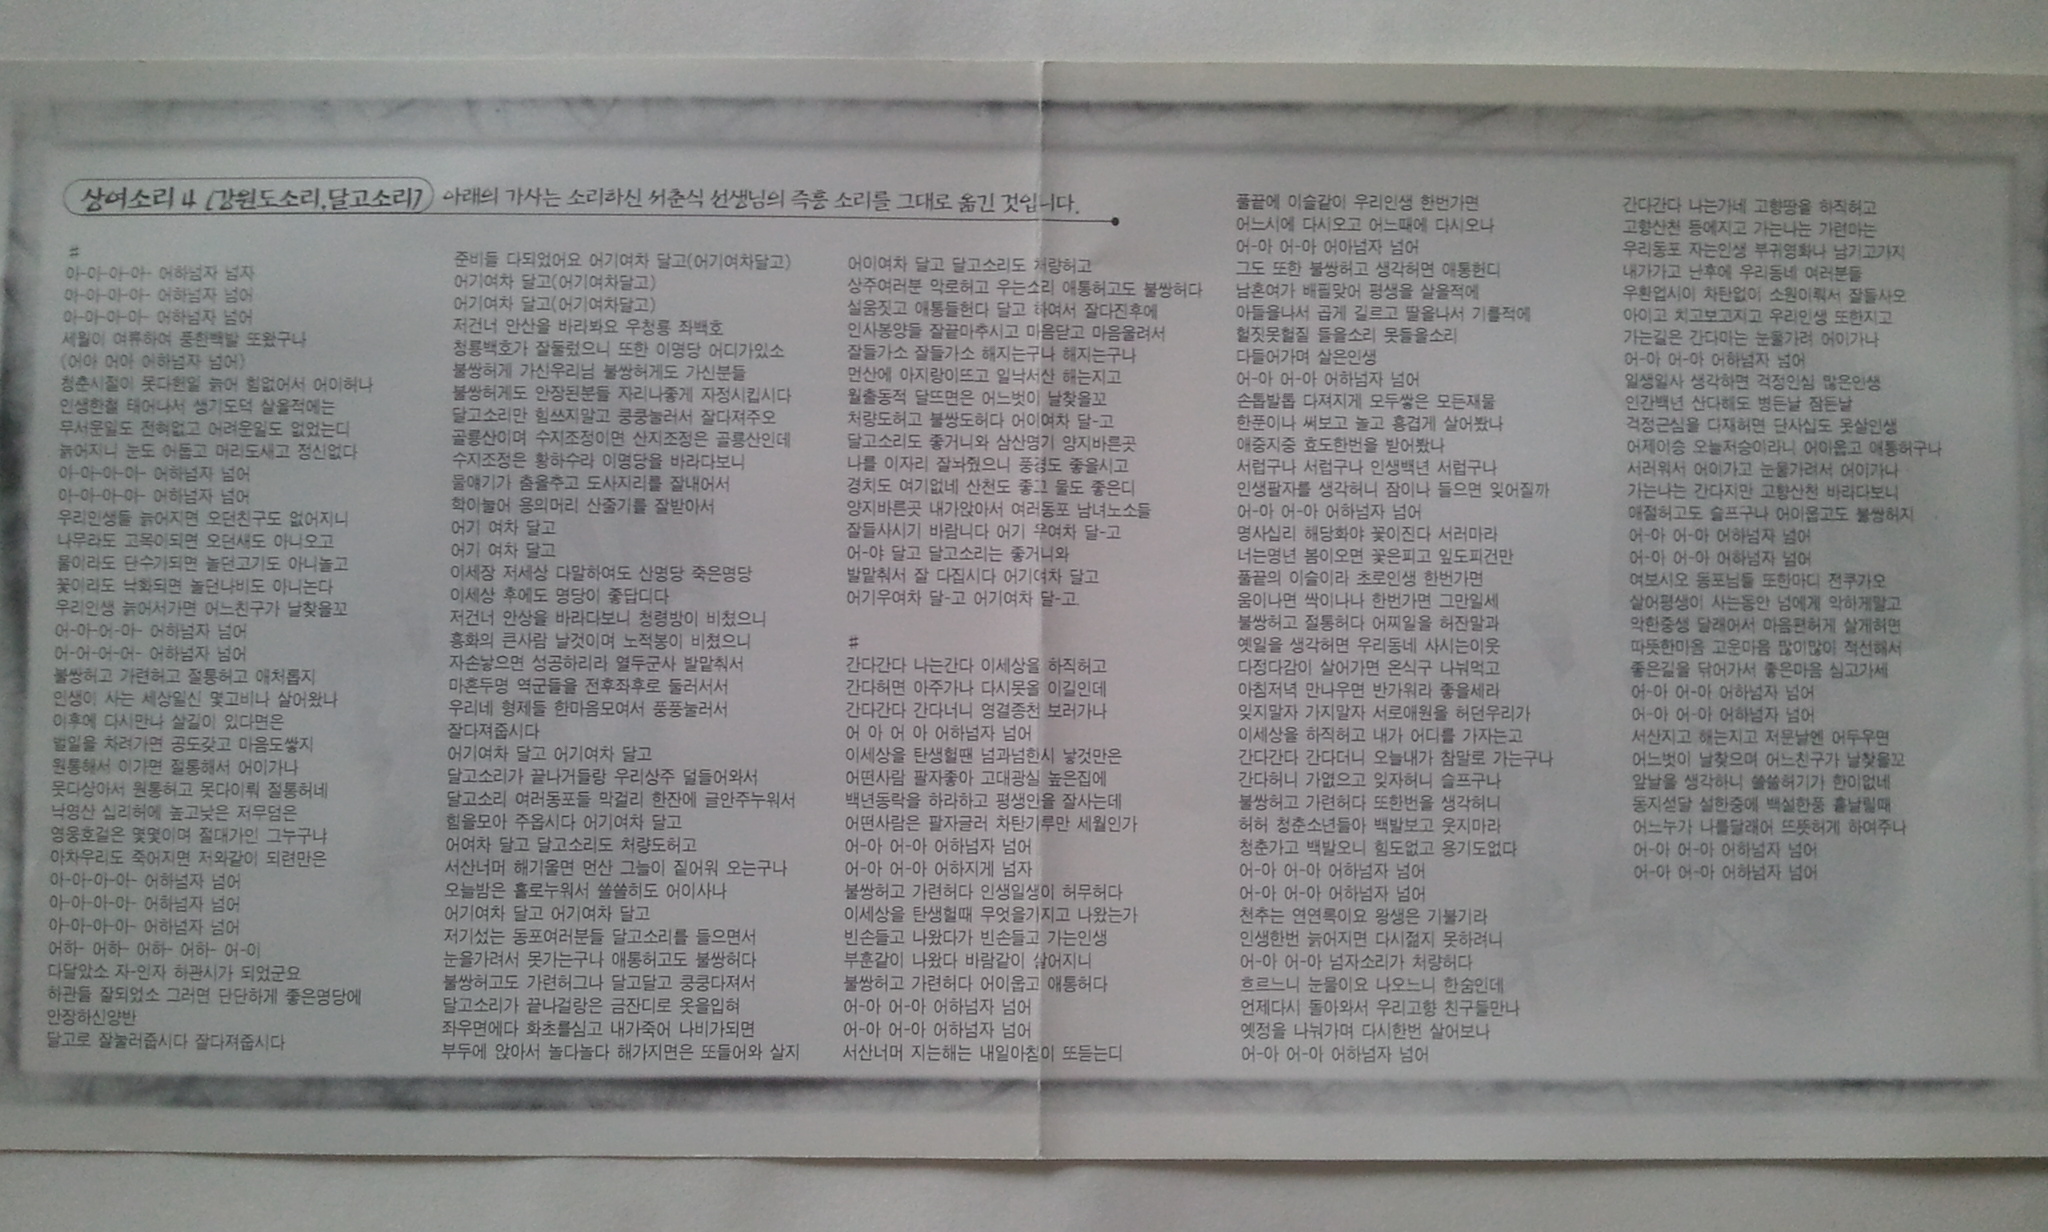 상여소리 4 [강원도소리,달고소리] 아래의 가사는 소리하신 서춘식 선생님의 즉흥 소리를 그대로 옮긴 것입니다.
#
아-아-아-아- 어하넘자 넘자
아-아-아-아- 어하넘자 넘어
아-아-아-아- 어하넘자 넘어
세월이 여류하여 풍한백발 또왔구나
(어아 어아 어하넘자 넘어)
청춘시절이 못다헌일 늙어 힘없어서 어이허나
인생한철 태어나서 생기도덕 살을적에는
무서운일도 전혀없고 어려운일도 없었는디
늙어지니 눈도 어둡고 머리도새고 정신없다
아-아-아-아- 어하넘자 넘어
아-아-아-아- 어하넘자 넘어
우리인생들 늙어지면 오던친구도 없어지니
나무라도 고목이되면 오던새도 아니오고
물이라도 단수가되면 놀던고기도 아니놀고
꽃이라도 낙화되면 놀던나비도 아니논다
우리인생 늙어서가면 어느친구가 날찾을꼬
어-아-어-아- 어하넘자 넘어
어-어-어-어- 어하넘자 넘어
불쌍허고 가련허고 절통허고 애처롭지
인생이 사는 세상일신 몇고비나 살어왔나
이후에 다시만나 살길이 있다면은
벌일을 차려가면 공도갖고 마음도쌓지
원통해서 이가면 절통해서 어이가나
못다살아서 원통허고 못다이뤄 절통허네
낙영산 십리허에 높고낮은 저무덤은
영웅호걸은 몇몇이며 절대가인 그누구냐
아차우리도 죽어지면 저와같이 되련만은
아-아-아-아- 어하넘자 넘어
아-아-아-아- 어하넘자 넘어
아-아-아-아- 어하넘자 넘어
어하- 어하- 어하- 어하- 어-이
다달았소 자-인자 하관시가 되었군요
하관들 잘되었소 그러면 단단하게 좋은명당에
안장하신양반
달고로 잘눌러줍시다 잘다져줍시다
준비들 다되었어요 어기여차 달고(어기여차달고)
어기여차 달고(어기여차달고)
어기여차 달고(어기여차달고)
저건너 안산을 바라봐요 우청룡 좌백호
청룡백호가 잘둘렀으니 또한 이명당 어디가있소
불쌍허게 가신우리님 불쌍허게도 가신분들
불쌍허게도 안장된분들 자리나좋게 자정시킵시다
달고소리만 힘쓰지말고 쿵쿵눌러서 잘다져주오
골룡산이며 수지조정이면 산지조정은 골룡산인데
수지조정은 황하수라 이명당을 바라다보니
물얘기가 춤을추고 도사지리를 잘내어서
학이늘어 용의머리 산줄기를 잘받아서
어기 여차 달고
어기 여차 달고
이세장 저세상 다말하여도 산명당 죽은명당
이세상 후에도 명당이 좋답디다
저건너 안상을 바라다보니 청령방이 비쳤으니
흥화의 큰사람 날것이며 노적봉이 비쳤으니
자손낳으면 성공하리라 열두군사 발맡춰서
마혼두명 역군들을 전후좌후로 둘러서서
우리네 형제들 한마음모여서 풍풍눌러서
잘다져줍시다
어기여차 달고 어기여차 달고
달고소리가 끝나거들랑 우리상주 덜들어와서
달고소리 여러동포들 막걸리 한잔에 글안주누워서
힘을모아 주옵시다 어기여차 달고
어여차 달고 달고소리도 처량도허고
서산너머 해기울면 먼산 그늘이 짙어워 오는구나
오늘밤은 홀로누워서 쓸쓸히도 어이사나
어기여차 달고 어기여차 달고
저기섰는 동포여러분들 달고소리를 들으면서
눈을가려서 못가는구나 애통허고도 불쌍허다
불쌍허고도 가련허그나 달고달고 쿵쿵다져서
달고소리가 끝나걸랑은 금잔디로 옷을입혀
좌우면에다 화초를심고 내가죽어 나비가되면
부두에 앉아서 놀다놀다 해가지면은 또들어와 살지
어이여차 달고 달고소리도 처량허고
상주여러분 악로허고 우는소리 애통허고도 불쌍허다
설움짓고 애통들헌다 달고 하여서 잘다진후에
인사봉양들 잘끝마추시고 마음닫고 마음울려서
잘들가소 잘들가소 해지는구나 해지는구나
먼산에 아지랑이뜨고 일낙서산 해는지고
월출동적 달뜨면은 어느벗이 날찾을꼬
처량도허고 불쌍도허다 어이여차 달-고
달고소리도 좋거니와 삼산명기 양지바른곳
나를 이자리 잘놔줬으니 풍경도 좋을시고
경치도 여기없네 산천도 좋고 물도 좋은디
양지바른곳 내가앉아서 여러동포 남녀노소들
잘들사시기 바람니다 어기 우여차 달-고
어-야 달고 달고소리는 좋거니와
발맡춰서 잘 다집시다 어기여차 달고
어기우여차 달-고 어기여차 달-고
#
간다간다 나는간다 이세상을 하직허고
간다허면 아주가나 다시못올 이길인데
간다간다 간다더니 영결종천 보러가나
어 아 어 아 어하넘자 넘어
이세상을 탄생헐땐 넘과넘한시 낳것만은
어떤사람 팔자좋아 고대광실 높은집에
백년동락을 하라하고 평생안을 잘사는데
어떤사람은 팔자글러 차탄기루만 세월인가
어-아 어-아 어하넘자 넘어
어-아 어-아 어하지게 넘자
불쌍허고 가련허다 인생일생이 허무허다
이세상을 탄생헐때 무엇을가지고 나왔는가
빈손들고 나왔다가 빈손들고 가는인생
부훈같이 나왔다 바람같이 살어지니
불쌍허고 가련허다 어이웁고 애통허다
어-아 어-아 어하넘자 넘어
어-아 어-아 어하넘자 넘어
서산너머 지는해는 내일아침이 또듣는디
풀끝에 이슬같이 우리인생 한번가면
어느시에 다시오고 어느때에 다시오나
어-아 어-아 어아넘자 넘어
그도 또한 불쌍허고 생각허면 애통헌디
남혼여가 배필맞어 평생을 살을적에
아들을나서 곱게 길르고 딸을나서 기를적에
헐짓못헐질 들을소리 못들을소리
다들어가며 살은인생
어-아 어-아 어하넘자 넘어
손톱발톱 다져지게 모두쌓은 모든재물
한푼이나 써보고 놀고 흥겹게 살어봤나
애중지중 효도한번을 받어봤나
서럽구나 서럽구나 인생백년 서럽구나
인생팔자를 생각허니 잠이나 들으면 잊어질까
어-아 어-아 어하넘자 넘어
명사십리 해당화야 꽃이진다 서러마라
너는명년 봄이오면 꽃은피고 잎도피건만
풀끝의 이슬이라 초로인생 한번가면
움이나면 싹이나나 한번가면 그만일세
불쌍허고 절통허다 어찌일을 허잔말과
옛일을 생각허면 우리동네 사시는이웃
다정다감이 살어가면 온식구 나눠먹고
아침저녁 만나우면 반가워라 좋을세라
잊지말자 가지말자 서로애원을 허던우리가
이세상을 하직허고 내가 어디를 가자는고
간다간다 간다더니 오늘내가 참말로 가는구나
간다허니 가엾으고 잊자허니 슬프구나
불쌍허고 가련허다 또한번을 생각허니
허허 청춘소년들아 백발보고 웃지마라
청춘가고 백발오니 힘도없고 용기도없다
어-아 어-아 어하넘자 넘어
어-아 어-아 어하넘자 넘어
천추는 연연록이요 왕생은 기불기라
인생한번 늙어지면 다시젊지 못하려니
어-아 어-아 넘자소리가 처량허다
흐르느니 눈물이요 나오느니 한숨인데
언제다시 돌아와서 우리고향 친구들만나
옛정을 나눠가며 다시한번 살어보나
어-아 어-아 어하넘자 넘어
간다간다 나는가네 고향땅을 하직허고
고향산천 등에지고 가는나는 가련마는
우리동포 자는인생 부귀영화나 남기고가지
내가가고 난후에 우리동네 여러분들
우환업시이 차탄없이 소원이뤄서 잘들사오
아이고 치고보고지고 우라인생 또한지고
가는길은 간다마는 눈물가려 어이가나
어-아 어-아 어하넘자 넘어
일생일사 생각하면 걱정인심 많은인생
인간백년 산다해도 병든날 잠든날
걱정근심을 다재허면 단사십도 못살인생
어제이승 오늘저승이라니 어이웁고 애통허구나
서러워서 어이가고 눈물가려서 어이가나
가는나는 간다지만 고향산천 바라다보니
애절허고도 슬프구나 어이웁고도 불쌍허지
어-아 어-아 어하넘자 넘어
어-아 어-아 어하넘자 넘어
여보시오 동포님들 또한마디 전쿠가오
살어평생이 사는동안 넘에게 악하게말고
악한중생 달래어서 마음편허게 살게허면
따뜻한마음 고운마음 많이많이 적선해서
좋은길을 닦어가서 좋은마음 심고가세
어-아 어-아 어하넘자 넘어
어-아 어-아 어하넘자 넘어
서산지고 해는지고 저문날엔 어두우면
어느벗이 날찾으며 어느친구가 날찾을꼬
앞날을 생각하니 쓸쓸허기가 한이없네
동지섣달 설한중에 백설한풍 흩날릴때
어느누가 나를달래어 뜨뜻허게 하여주나
어-아 어-아 어하넘자 넘어
어-아 어-아 어하넘자 넘어